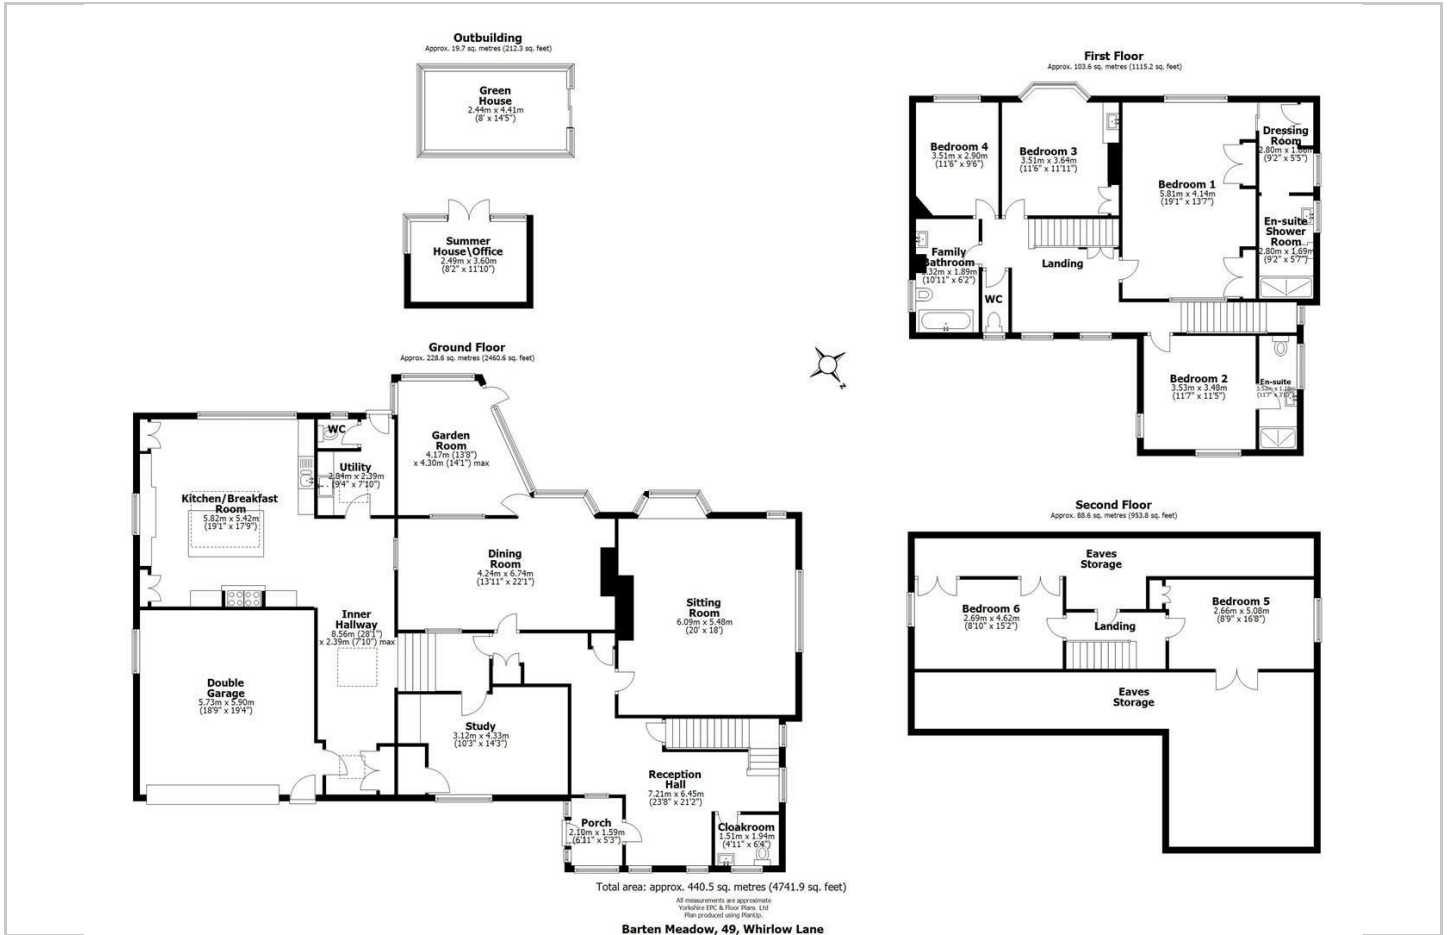 Outbuilding
Approx. 19.7 sq. metres (212.3 sq. feet)
Green
House
2.44m x 4.41m
(8' x 14'5")
Summer
House\Office
2.49m x 3.60m
(8'2" x 11'10")
Ground Floor
Approx. 228.6 sq. metres (2460.6 sq. feet)
WC
Garden
Room
4.17m (13'8")
x 4.30m (14'1") max
Utility
2.84m x 2.39m
(9'4" x 7'10")
Kitchen/Breakfast
Room
5.82m x 5.42m
(19'1" x 17'9")
Dining
Room
4.24m x 6.74m
(13'11" x 22'1")
Sitting
Room
6.09m x 5.48m
(20' x 18')
Inner
Hallway
8.56m (28'1")
x 2.39m (7'10") max
Double
Garage
5.73m x 5.90m
(18'9" x 19'4")
Study
3.12m x 4.33m
(10'3" x 14'3")
Reception
Hall
7.21m x 6.45m
(23'8" x 21'2")
Porch
2.10m x 1.59m
(6'11" x 5'3")
Cloakroom
1.51m x 1.94m
(4'11" x 6'4")
First Floor
Approx. 103.6 sq. metres (1115.2 sq. feet)
Bedroom 4
3.51m x 2.90m
(11'6" x 9'6")
Bedroom 3
3.51m x 3.64m
(11'6" x 11'11")
Bedroom 1
5.81m x 4.14m
(19'1" x 13'7")
Dressing
Room
2.80m x 1.66m
(9'2" x 5'5")
En-suite
Shower
Room
2.80m x 1.69m
(9'2" x 5'7")
Family
Bathroom
x 1.89m
(10'11" x 6'2")
WC
Landing
Bedroom 2
3.53m x 3.48m
(11'7" x 11'5")
En-suite
3.53m x 1.18m
(11'7" x 3'10")
Second Floor
Approx. 88.6 sq. metres (953.8 sq. feet)
Eaves
Storage
Bedroom 6
2.69m x 4.62m
(8'10" x 15'2")
Landing
Bedroom 5
2.66m x 5.08m
(8'9" x 16'8")
Eaves
Storage
N
Total area: approx. 440.5 sq. metres (4741.9 sq. feet)
All measurements are approximate
Yorkshire EPC & Floor Plans Ltd
Plan produced using PlanUp.
Barten Meadow, 49, Whirlow Lane